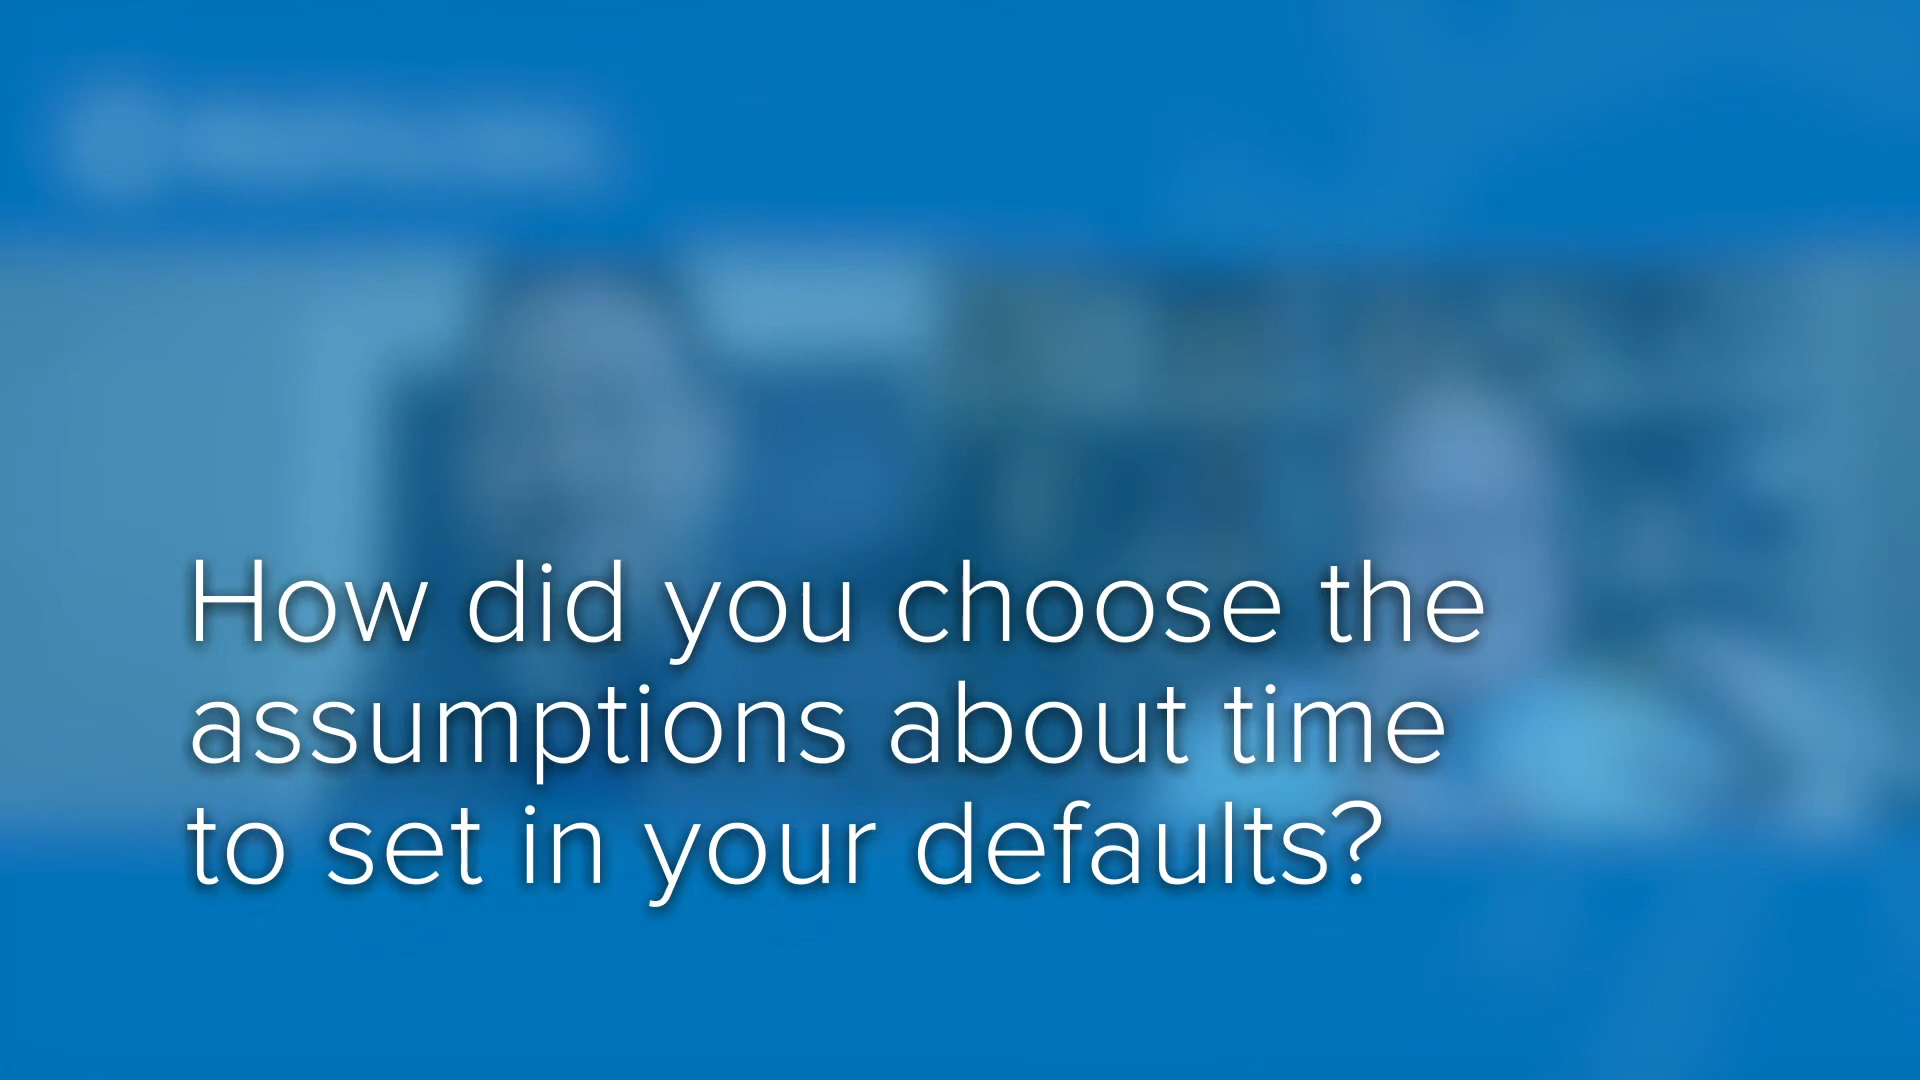 How did you choose the
assumptions about time
to set in your defaults?